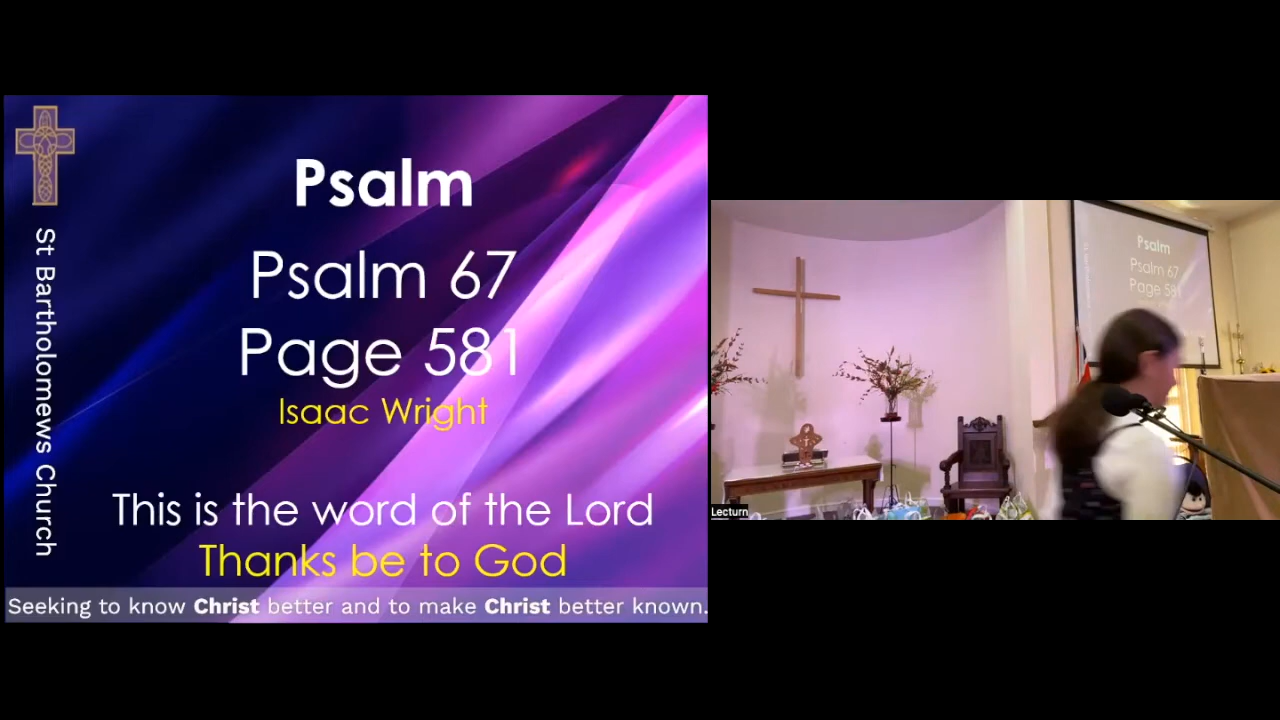 Psalm
Psalm 67
Page 581
Isaac Wright
This is the word of the Lord
Thanks be to God
St Bartholomews Church
Seeking to know Christ better and to make Christ better known.
Psalm
Psalm 67
Page 581
Lecturn